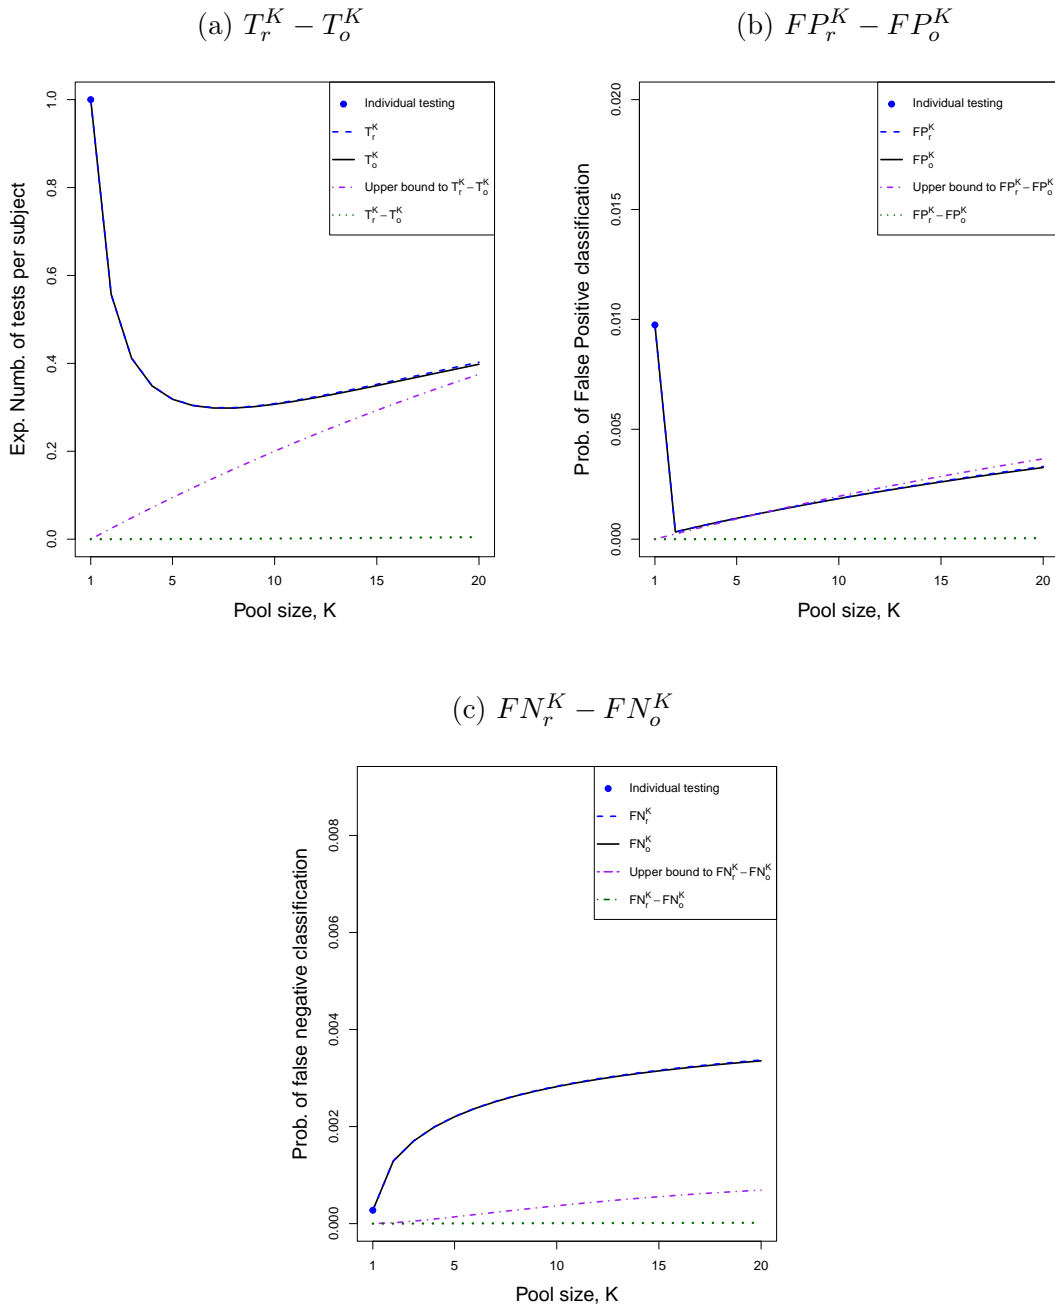 (a) $T_r^K - T_o^K$
Exp. Numb. of tests per subject
1.0
0.8
0.6
0.4
0.2
0.0
Individual testing
$T_r^K$
$T_o^K$
Upper bound to $T_r^K - T_o^K$
$T_r^K - T_o^K$
1 5 10 15 20
Pool size, K
(b) $FP_r^K - FP_o^K$
Prob. of False Positive classification
0.020
0.015
0.010
0.005
0.000
Individual testing
$FP_r^K$
$FP_o^K$
Upper bound to $FP_r^K - FP_o^K$
$FP_r^K - FP_o^K$
1 5 10 15 20
Pool size, K
(c) $FN_r^K - FN_o^K$
Prob. of false negative classification
0.008
0.006
0.004
0.002
0.000
Individual testing
$FN_r^K$
$FN_o^K$
Upper bound to $FN_r^K - FN_o^K$
$FN_r^K - FN_o^K$
1 5 10 15 20
Pool size, K